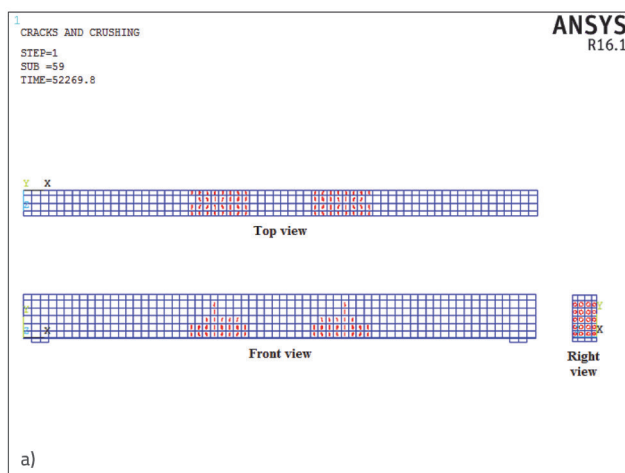 1
CRACKS AND CRUSHING
STEP=1
SUB =59
TIME=52269.8
ANSYS
R16.1
Y X
Top view
X
Front view
Y
X
Right
view
a)